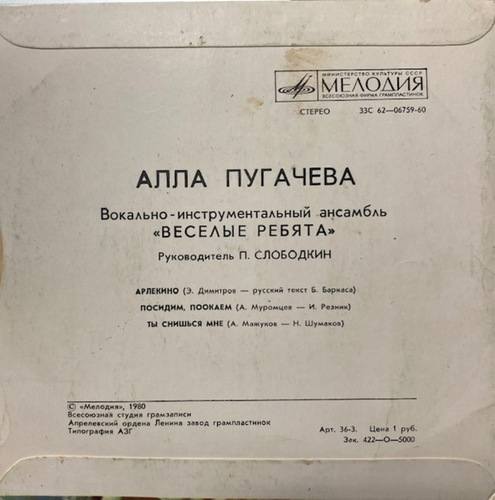 МИНИСТЕРСТВО КУЛЬТУРЫ СССР
МЕЛОДИЯ
ВСЕСОЮЗНАЯ ФИРМА ГРАМПЛАСТИНОК
СТЕРЕО 33С 62—06759-60
АЛЛА ПУГАЧЕВА
Вокально-инструментальный ансамбль
«ВЕСЕЛЫЕ РЕБЯТА»
Руководитель П. СЛОБОДКИН
АРЛЕКИНО (Э. Димитров — русский текст Б. Баркаса)
ПОСИДИМ, ПООКАЕМ (А. Муромцев — И. Резник)
ТЫ СНИШЬСЯ МНЕ (А. Мажуков — Н. Шумаков)
© «Мелодия», 1980
Всесоюзная студия грамзаписи
Апрелевский ордена Ленина завод грампластинок
Типография АЗГ
Арт. 36-3. Цена 1 руб.
Зак. 422—О—5000